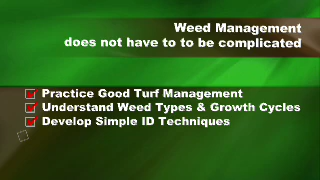 Weed Management
does not have to to be complicated
Practice Good Turf Management
Understand Weed Types & Growth Cycles
Develop Simple ID Techniques